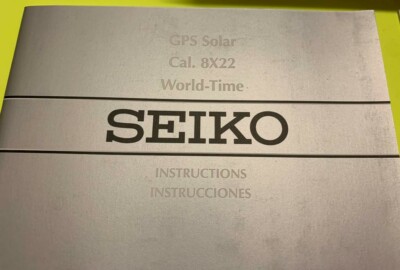 GPS Solar
Cal. 8X22
World-Time
SEIKO
INSTRUCTIONS
INSTRUCCIONES